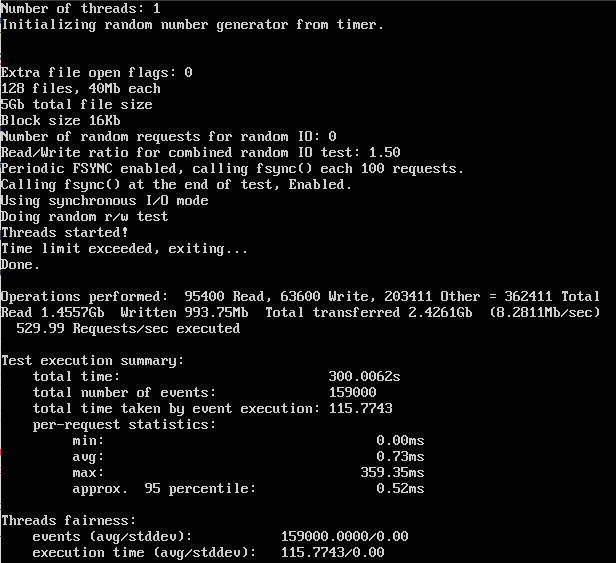 Number of threads: 1
Initializing random number generator from timer.
Extra file open flags: 0
128 files, 40Mb each
5Gb total file size
Block size 16Kb
Number of random requests for random IO: 0
Read/Write ratio for combined random IO test: 1.50
Periodic FSYNC enabled, calling fsync() each 100 requests.
Calling fsync() at the end of test, Enabled.
Using synchronous I/O mode
Doing random r/w test
Threads started!
Time limit exceeded, exiting...
Done.
Operations performed:  95400 Read, 63600 Write, 203411 Other = 362411 Total
Read 1.4557Gb  Written 993.75Mb  Total transferred 2.4261Gb  (8.2811Mb/sec)
  529.99 Requests/sec executed
Test execution summary:
    total time:                          300.0062s
    total number of events:              159000
    total time taken by event execution: 115.7743
    per-request statistics:
         min:                                  0.00ms
         avg:                                  0.73ms
         max:                                359.35ms
         approx.  95 percentile:               0.52ms
Threads fairness:
    events (avg/stddev):           159000.0000/0.00
    execution time (avg/stddev):   115.7743/0.00